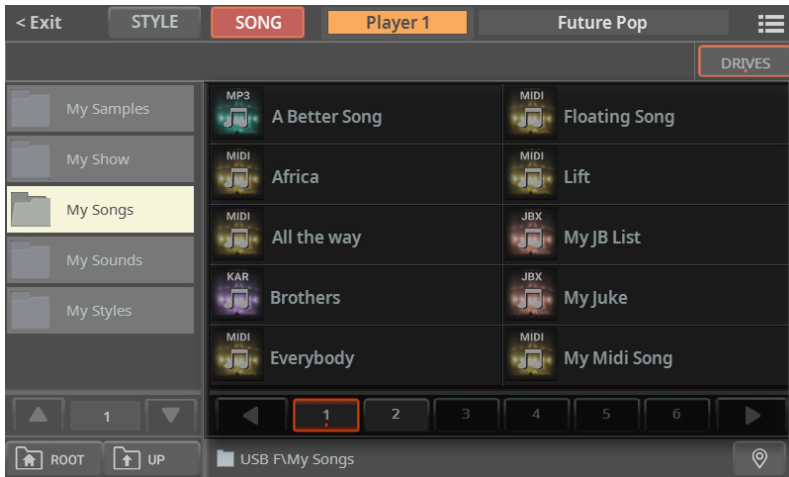 < Exit
STYLE
SONG
Player 1
Future Pop
DRIVES
My Samples
My Show
My Songs
My Sounds
My Styles
MP3
A Better Song
MIDI
Floating Song
MIDI
Africa
MIDI
Lift
MIDI
All the way
JBX
My JB List
KAR
Brothers
JBX
My Juke
MIDI
Everybody
MIDI
My Midi Song
1
1
2
3
4
5
6
ROOT
UP
USB F\My Songs